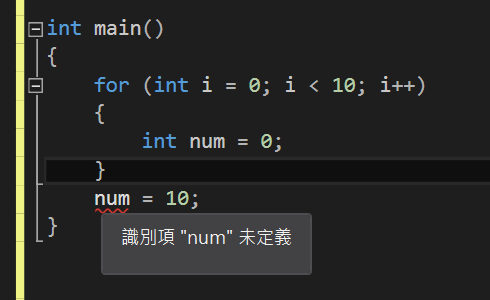 int main()
{
    for (int i = 0; i < 10; i++)
    {
        int num = 0;
    }
    num = 10;
識別項 "num" 未定義
}